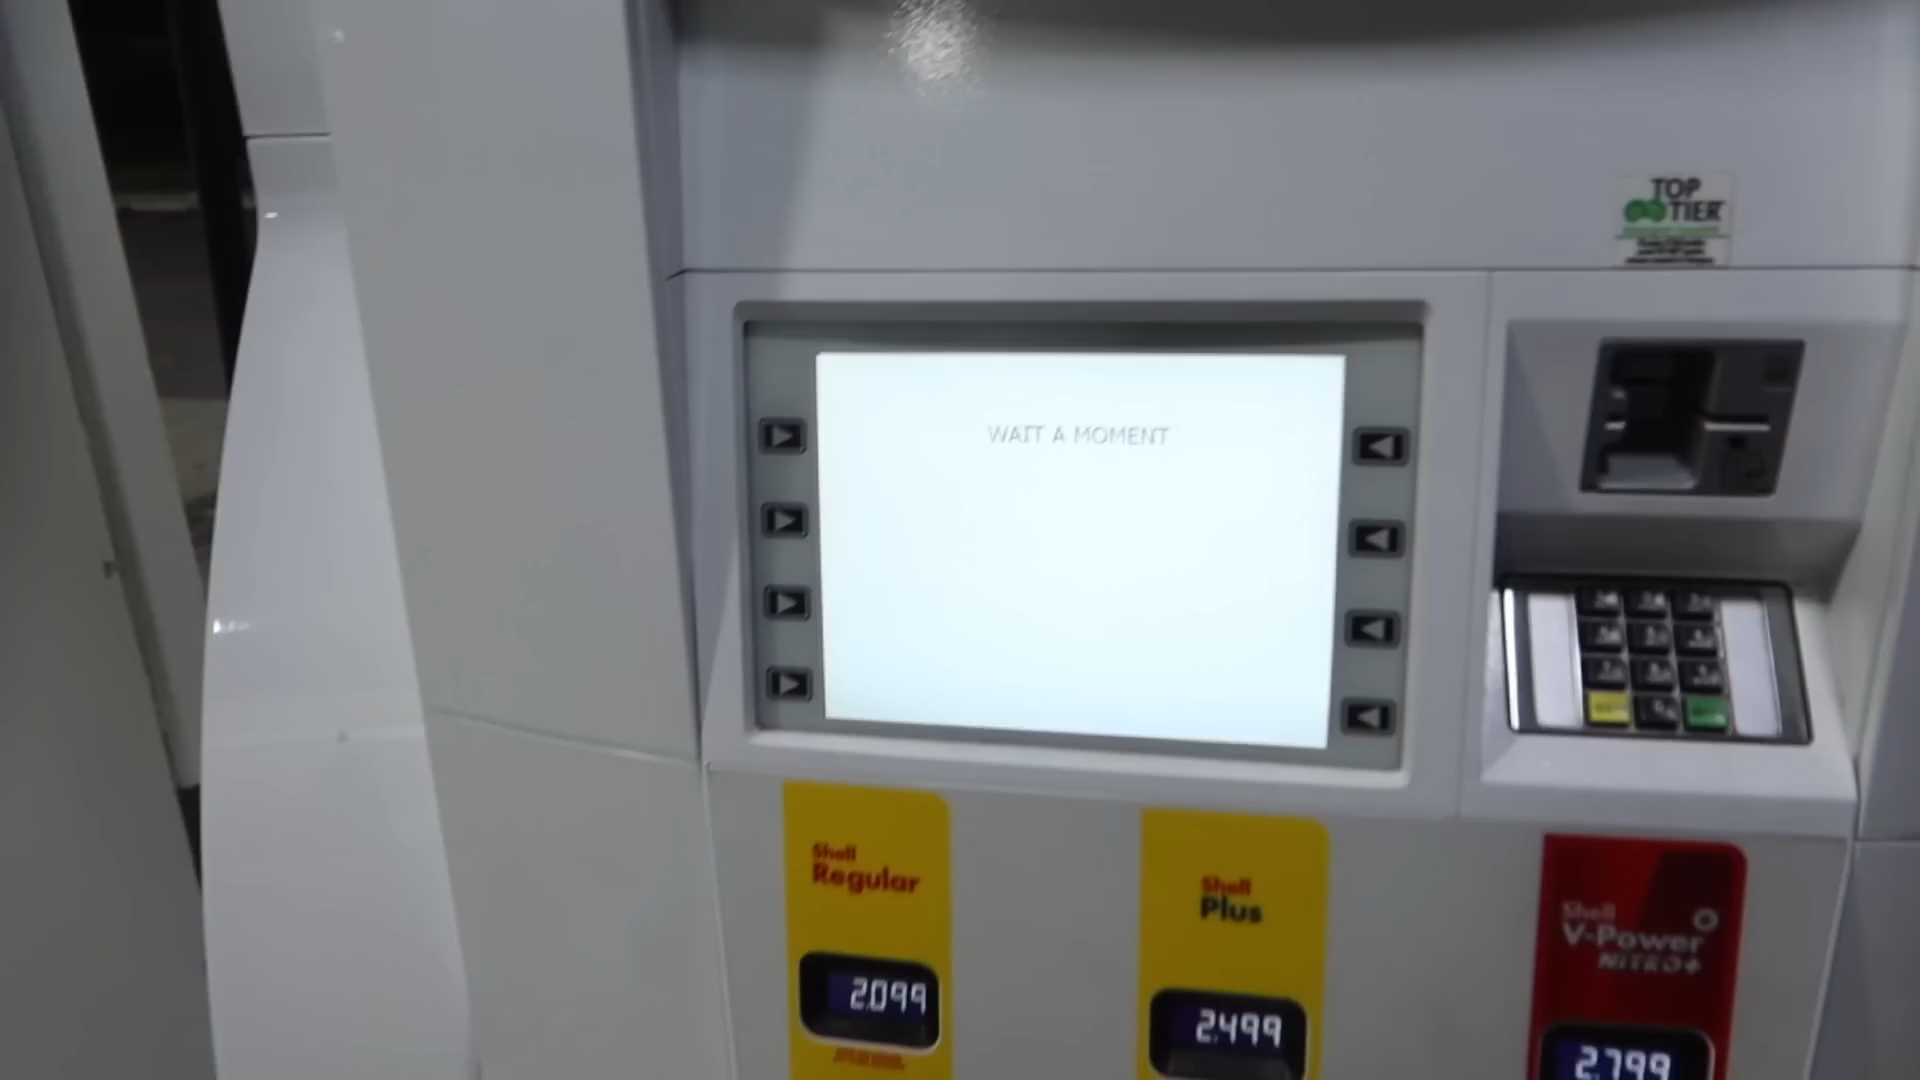 TOP
TIER
WAIT A MOMENT
Shell
Regular
Shell
Plus
Shell
V-Power
NiTRO+
2.099
2.499
2.799